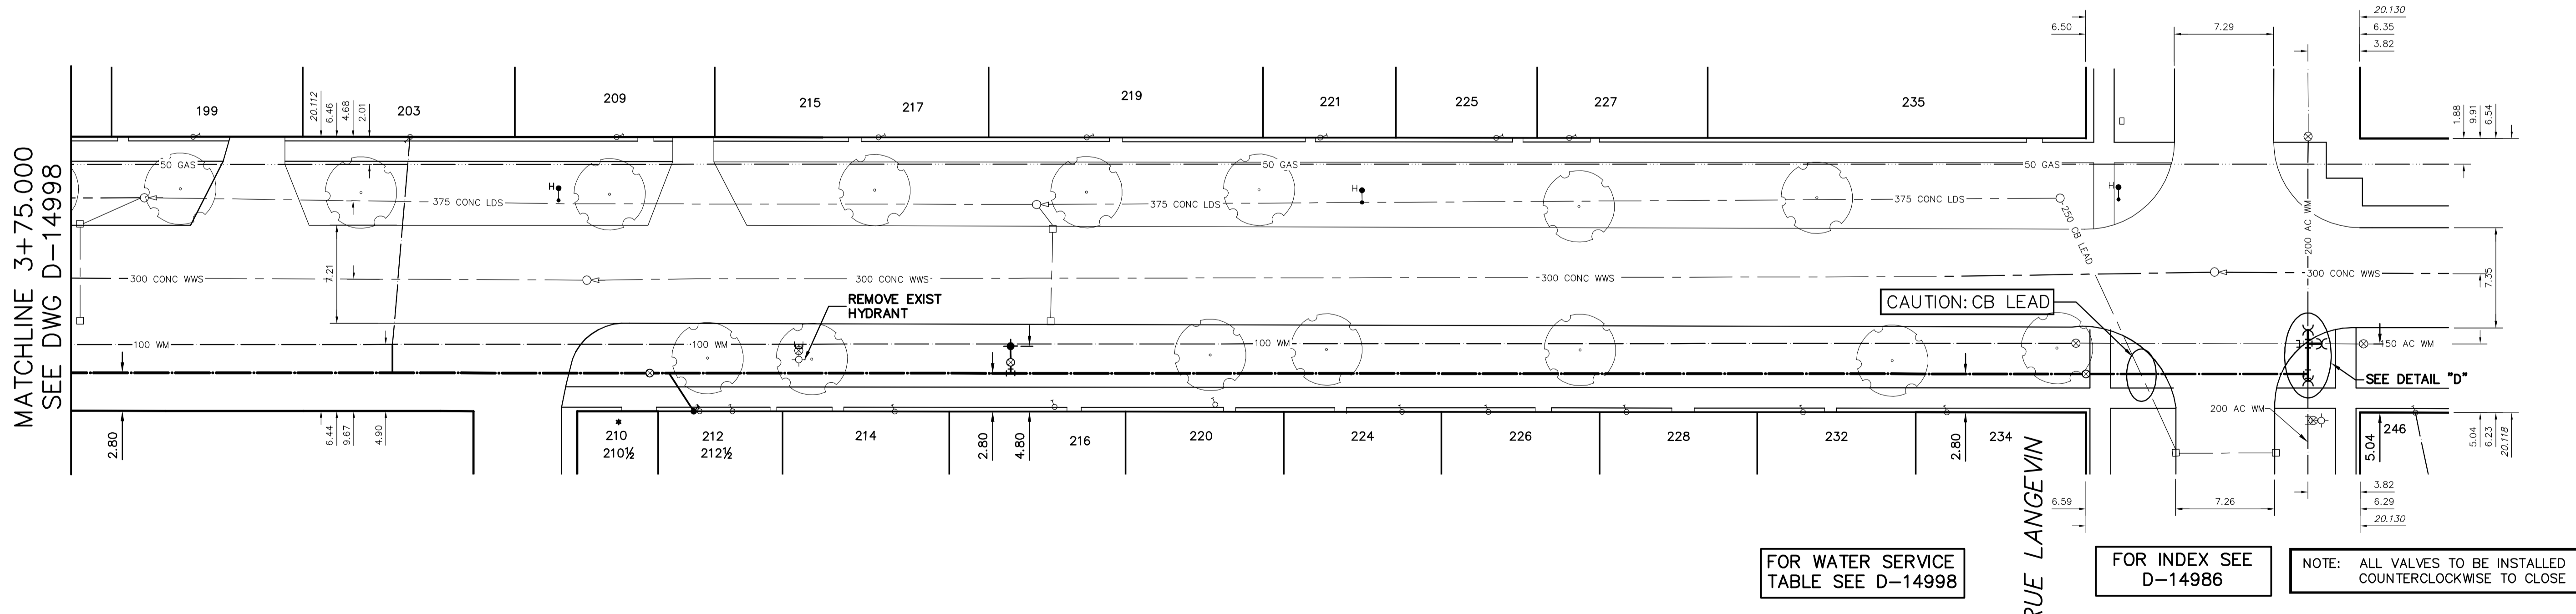 MATCHLINE 3+75.000
SEE DWG D-14998
6.50
7.29
20.130
6.35
3.82
199
20.112
6.46
4.68
2.01
203
209
215
217
219
221
225
227
235
1.88
9.91
6.54
50 GAS
50 GAS
50 GAS
H
H
H
375 CONC LDS
375 CONC LDS
375 CONC LDS
250 CB LEAD
200 AC WM
7.21
300 CONC WWS
300 CONC WWS
300 CONC WWS
300 CONC WWS
7.35
REMOVE EXIST
HYDRANT
CAUTION: CB LEAD
100 WM
100 WM
100 WM
150 AC WM
SEE DETAIL "D"
200 AC WM
2.80
6.44
9.67
4.90
*
210
210½
212
212½
214
2.80
4.80
216
220
224
226
228
232
2.80
234
5.04
246
5.04
6.23
20.118
6.59
7.26
3.82
6.29
20.130
RUE LANGEVIN
FOR WATER SERVICE
TABLE SEE D-14998
FOR INDEX SEE
D-14986
NOTE: ALL VALVES TO BE INSTALLED
COUNTERCLOCKWISE TO CLOSE